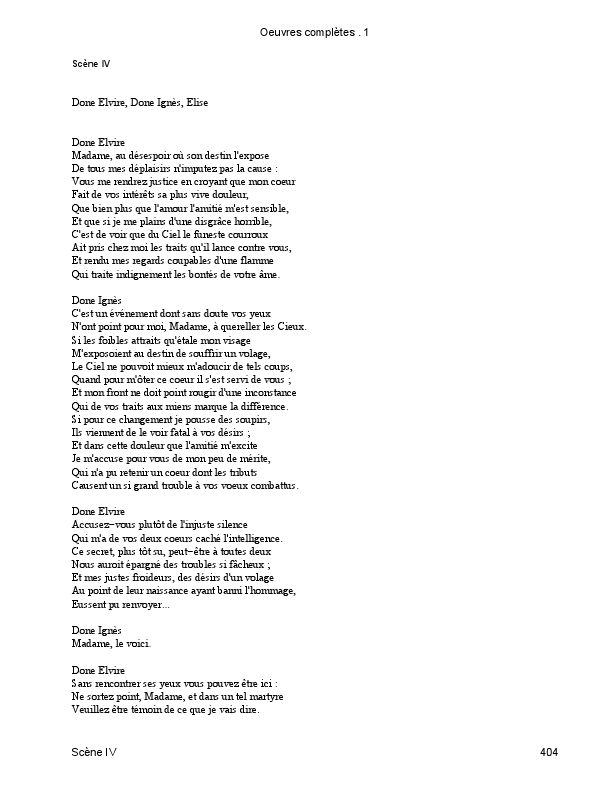 Oeuvres complètes . 1
Scène IV
Done Elvire, Done Ignès, Elise
Done Elvire
Madame, au désespoir où son destin l'expose
De tous mes déplaisirs n'imputez pas la cause :
Vous me rendrez justice en croyant que mon coeur
Fait de vos intérêts sa plus vive douleur,
Que bien plus que l'amour l'amitié m'est sensible,
Et que si je me plains d'une disgrâce horrible,
C'est de voir que du Ciel le funeste courroux
Ait pris chez moi les traits qu'il lance contre vous,
Et rendu mes regards coupables d'une flamme
Qui traite indignement les bontés de votre âme.
Done Ignès
C'est un événement dont sans doute vos yeux
N'ont point pour moi, Madame, à quereller les Cieux.
Si les foibles attraits qu'étale mon visage
M'exposoient au destin de souffrir un volage,
Le Ciel ne pouvoit mieux m'adoucir de tels coups,
Quand pour m'ôter ce coeur il s'est servi de vous ;
Et mon front ne doit point rougir d'une inconstance
Qui de vos traits aux miens marque la différence.
Si pour ce changement je pousse des soupirs,
Ils viennent de le voir fatal à vos désirs ;
Et dans cette douleur que l'amitié m'excite
Je m'accuse pour vous de mon peu de mérite,
Qui n'a pu retenir un coeur dont les tributs
Causent un si grand trouble à vos voeux combattus.
Done Elvire
Accusez−vous plutôt de l'injuste silence
Qui m'a de vos deux coeurs caché l'intelligence.
Ce secret, plus tôt su, peut−être à toutes deux
Nous auroit épargné des troubles si fâcheux ;
Et mes justes froideurs, des désirs d'un volage
Au point de leur naissance ayant banni l'hommage,
Eussent pu renvoyer...
Done Ignès
Madame, le voici.
Done Elvire
Sans rencontrer ses yeux vous pouvez être ici :
Ne sortez point, Madame, et dans un tel martyre
Veuillez être témoin de ce que je vais dire.
Scène IV 404